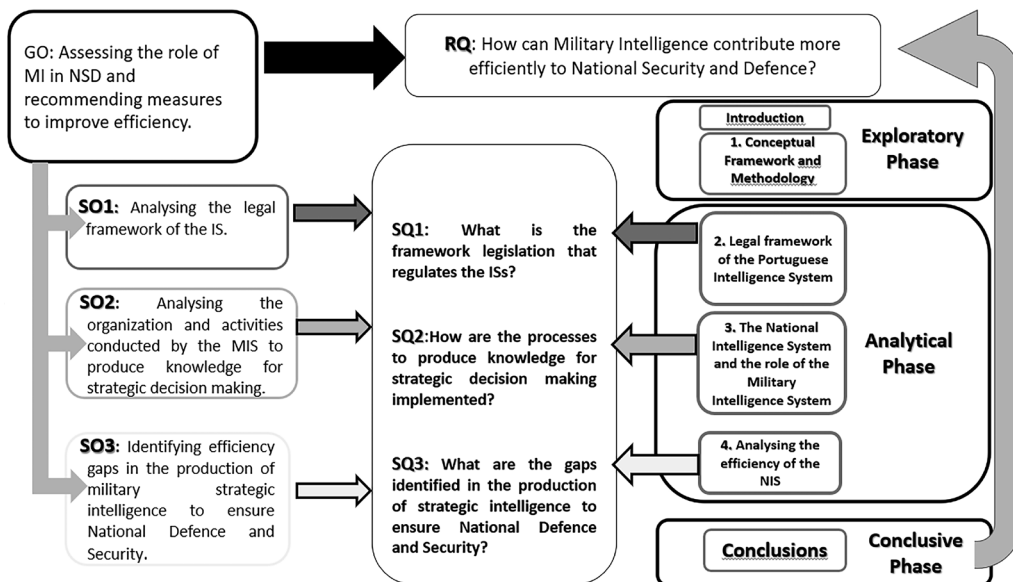 GO: Assessing the role of
MI in NSD and
recommending measures
to improve efficiency.
RQ: How can Military Intelligence contribute more
efficiently to National Security and Defence?
SO1: Analysing the legal
framework of the IS.
SO2: Analysing the
organization and activities
conducted by the MIS to
produce knowledge for
strategic decision making.
SO3: Identifying efficiency
gaps in the production of
military strategic
intelligence to ensure
National Defence and
Security.
SQ1: What is the
framework legislation that
regulates the ISs?
SQ2:How are the processes
to produce knowledge for
strategic decision making
implemented?
SQ3: What are the gaps
identified in the production
of strategic intelligence to
ensure National Defence
and Security?
Introduction
1. Conceptual
Framework and
Methodology
Exploratory
Phase
2. Legal framework
of the Portuguese
Intelligence System
3. The National
Intelligence System
and the role of the
Military
Intelligence System
4. Analysing the
efficiency of the
NIS
Analytical
Phase
Conclusions
Conclusive
Phase